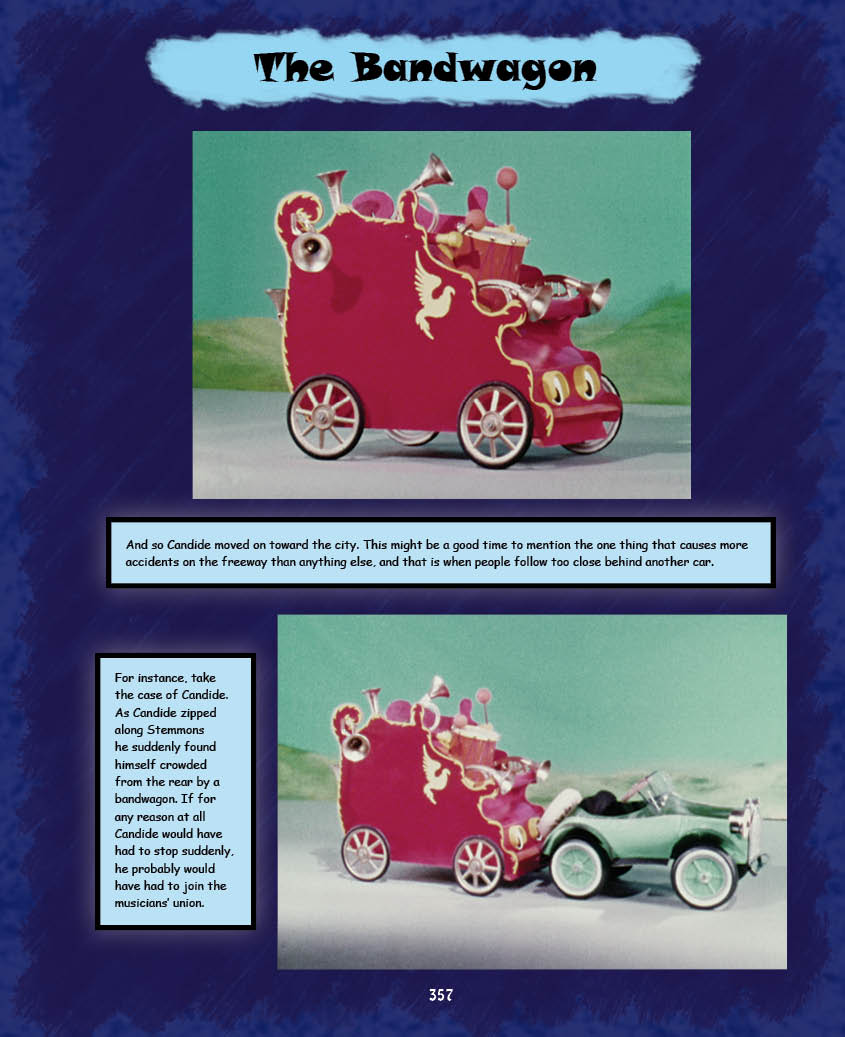 The Bandwagon
And so Candide moved on toward the city. This might be a good time to mention the one thing that causes more
accidents on the freeway than anything else, and that is when people follow too close behind another car.
For instance, take
the case of Candide.
As Candide zipped
along Stemmons
he suddenly found
himself crowded
from the rear by a
bandwagon. If for
any reason at all
Candide would have
had to stop suddenly,
he probably would
have had to join the
musicians' union.
357